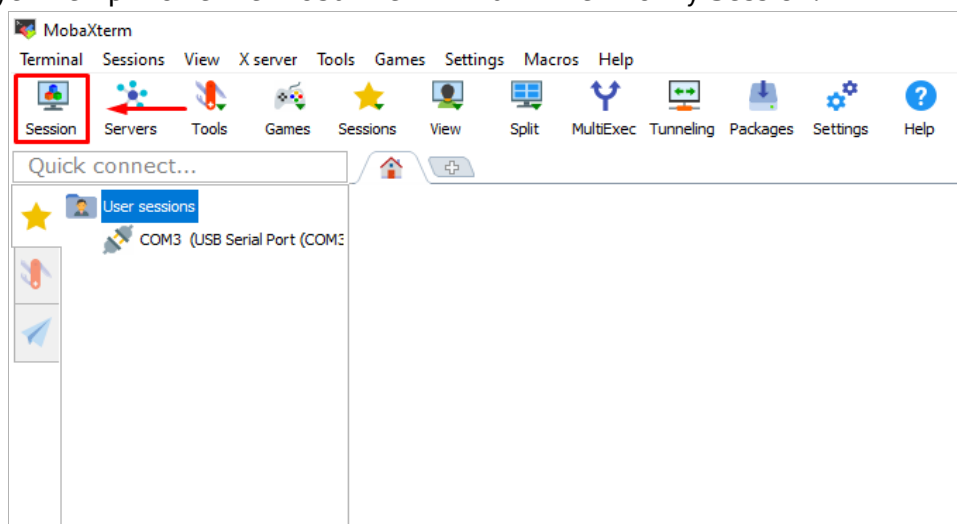 MobaXterm
Terminal Sessions View X server Tools Games Settings Macros Help
Session Servers Tools Games Sessions View Split MultiExec Tunneling Packages Settings Help
Quick connect...
User sessions
COM3 (USB Serial Port (COM3